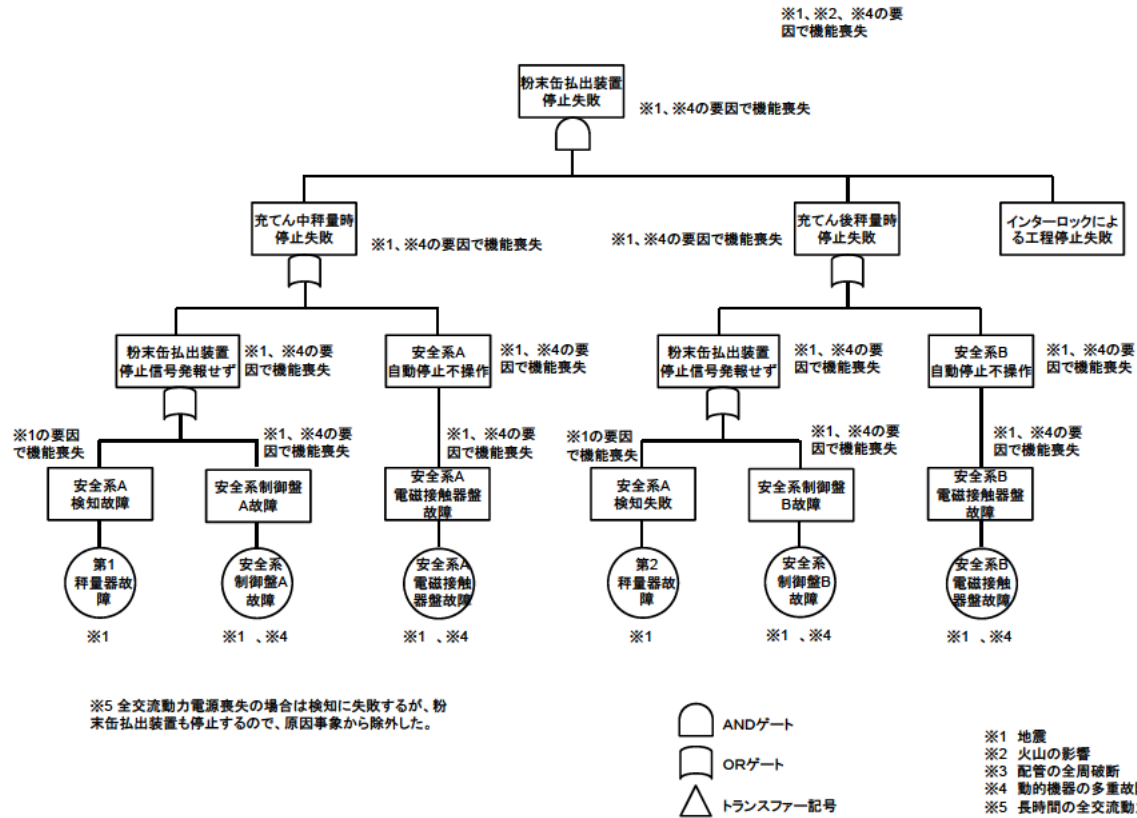 ※1、※2、※4の要
因で機能喪失
粉末缶払出装置
停止失敗
※1、※4の要因で機能喪失
充てん中秤量時
停止失敗
※1、※4の要因で機能喪失
※1、※4の要因で機能喪失
充てん後秤量時
停止失敗
インターロックによ
る工程停止失敗
粉末缶払出装置
停止信号発報せず
※1、※4の要
因で機能喪失
安全系A
自動停止不操作
※1、※4の要
因で機能喪失
粉末缶払出装置
停止信号発報せず
※1、※4の要
因で機能喪失
安全系B
自動停止不操作
※1、※4の要
因で機能喪失
※1の要因
で機能喪失
※1、※4の要
因で機能喪失
※1、※4の要
因で機能喪失
※1の要因
で機能喪失
※1、※4の要
因で機能喪失
※1、※4の要
因で機能喪失
安全系A
検知故障
安全系制御盤
A故障
安全系A
電磁接触器盤
故障
安全系A
検知失敗
安全系制御盤
B故障
安全系B
電磁接触器盤
故障
第1
秤量器故
障
安全系
制御盤A
故障
安全系A
電磁接触
器盤故障
第2
秤量器故
障
安全系
制御盤B
故障
安全系B
電磁接触
器盤故障
※1
※1 、※4
※1 、※4
※1
※1 、※4
※1 、※4
※5 全交流動力電源喪失の場合は検知に失敗するが、粉
末缶払出装置も停止するので、原因事象から除外した。
ANDゲート
ORゲート
トランスファー記号
※1 地震
※2 火山の影響
※3 配管の全周破断
※4 動的機器の多重故
※5 長時間の全交流動